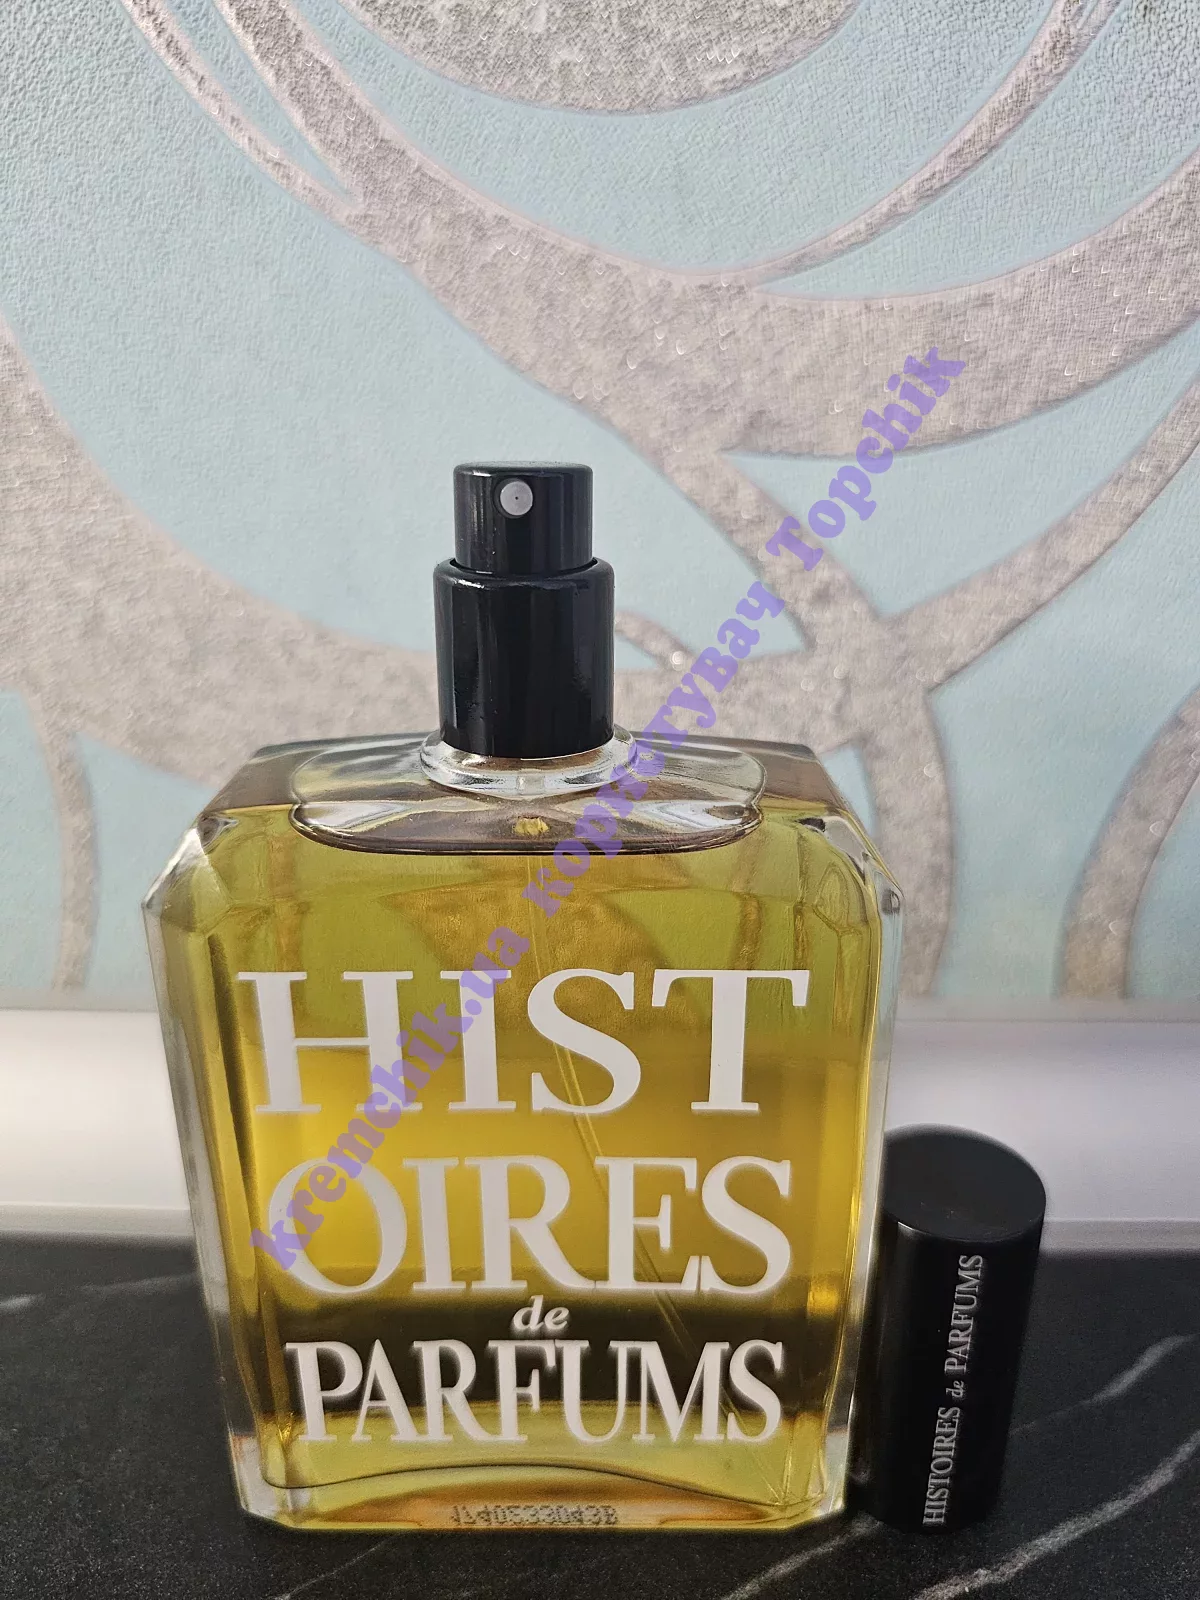 HIST
OIRES
de
PARFUMS
HISTOIRES de PARFUMS
kremchik.ua користувач Topchik